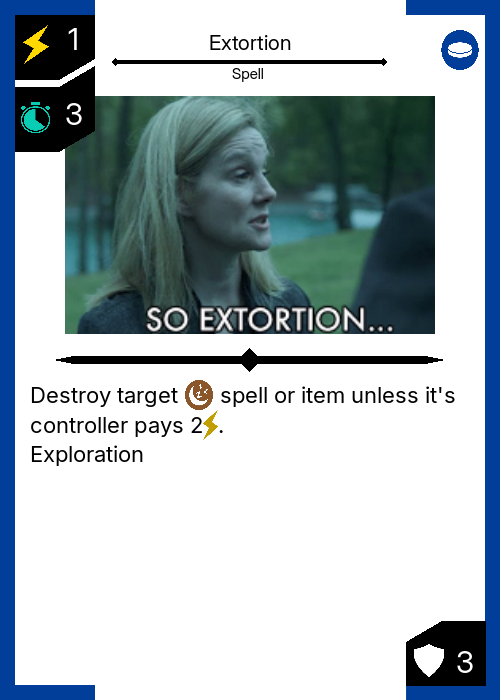 1
Extortion
Spell
3
SO EXTORTION...
Destroy target spell or item unless it's
controller pays 2.
Exploration
3